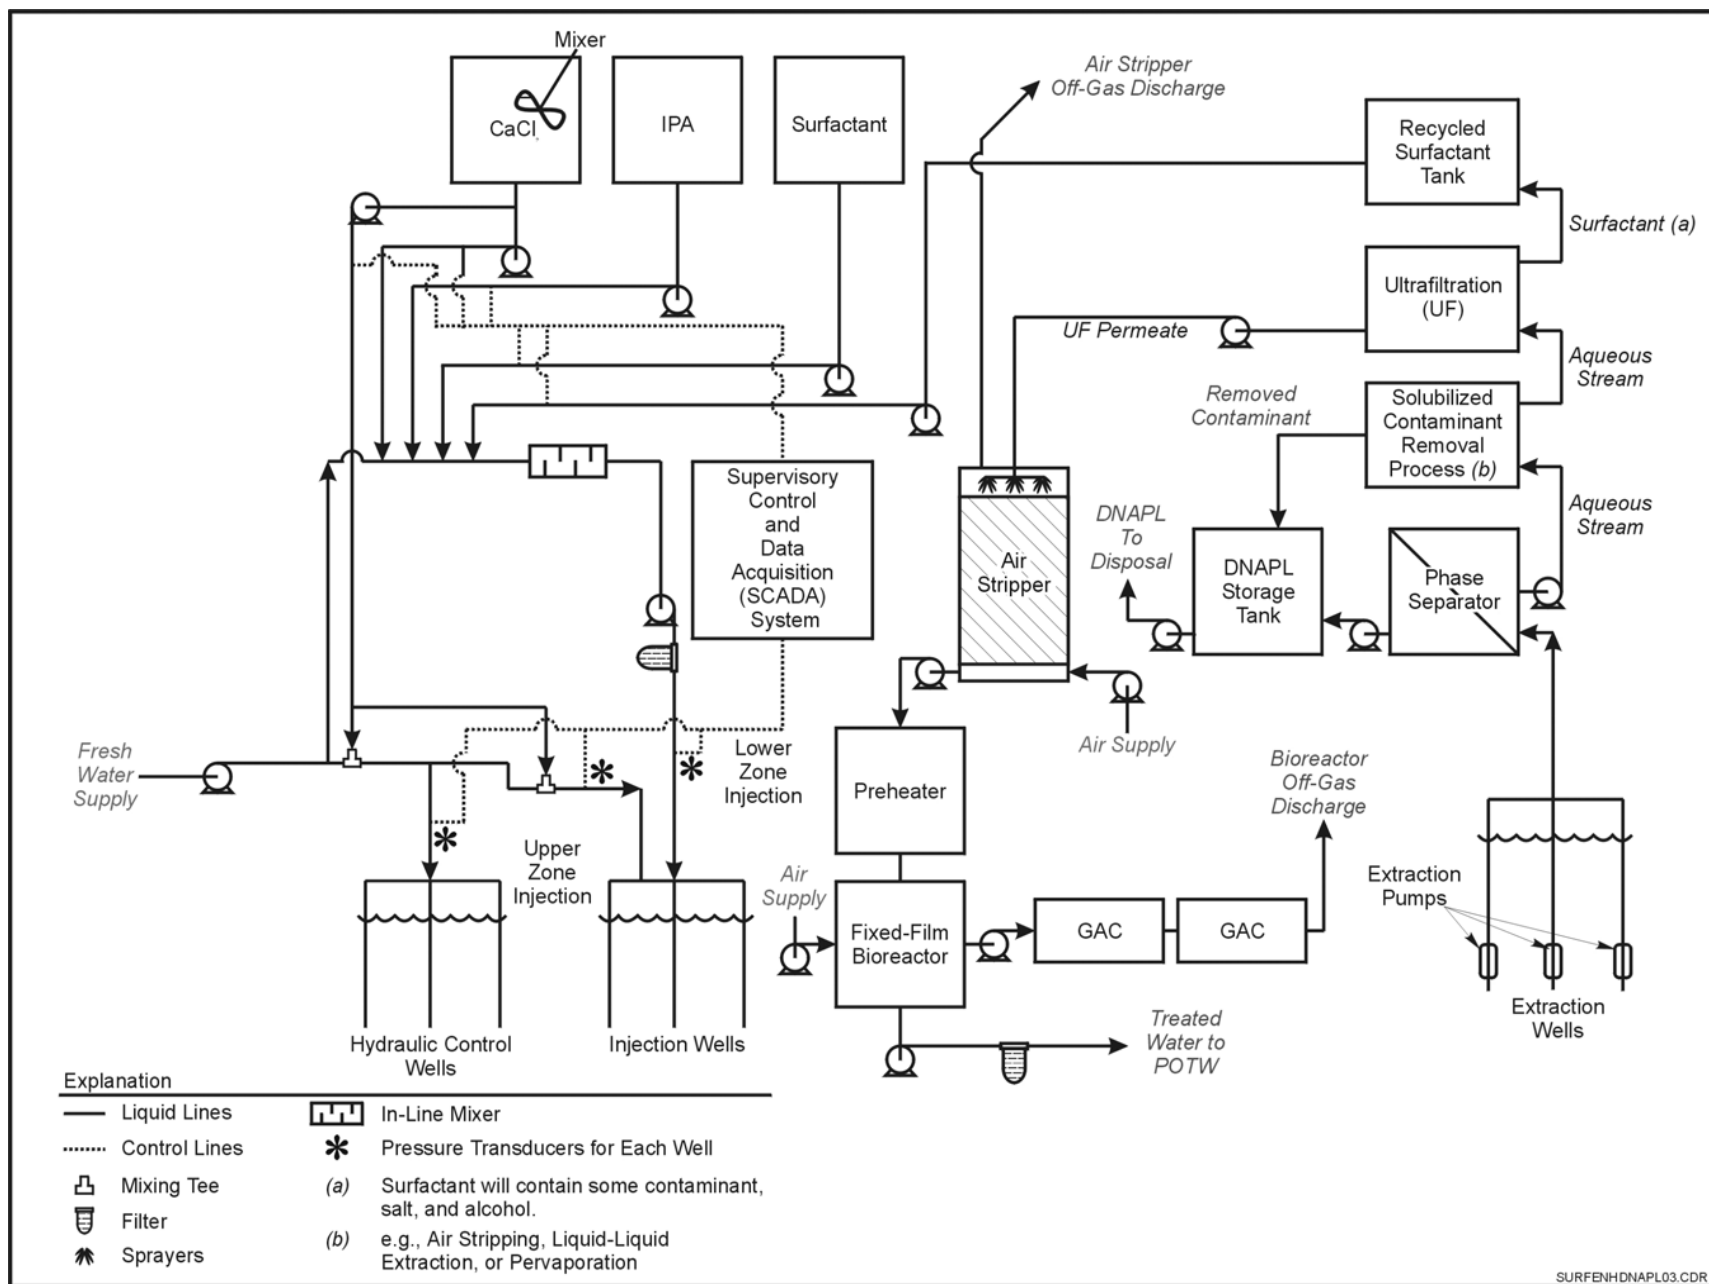 Mixer
CaCl
IPA
Surfactant
Air Stripper
Off-Gas Discharge
Recycled
Surfactant
Tank
Surfactant (a)
Ultrafiltration
(UF)
UF Permeate
Aqueous
Stream
Removed
Contaminant
Solubilized
Contaminant
Removal
Process (b)
Aqueous
Stream
Supervisory
Control
and
Data
Acquisition
(SCADA)
System
Air
Stripper
DNAPL
To
Disposal
DNAPL
Storage
Tank
Phase
Separator
Fresh
Water
Supply
Lower
Zone
Injection
Air Supply
Preheater
Bioreactor
Off-Gas
Discharge
Upper
Zone
Injection
Air
Supply
Fixed-Film
Bioreactor
GAC
GAC
Extraction
Pumps
Extraction
Wells
Hydraulic Control
Wells
Injection Wells
Treated
Water to
POTW
Explanation
Liquid Lines
Control Lines
Mixing Tee
Filter
Sprayers
In-Line Mixer
Pressure Transducers for Each Well
(a) Surfactant will contain some contaminant,
salt, and alcohol.
(b) e.g., Air Stripping, Liquid-Liquid
Extraction, or Pervaporation
SURFENHDNAPL03.CDR